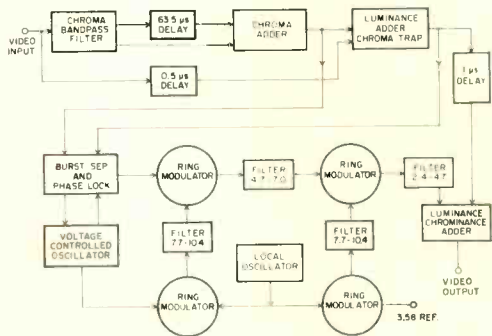 CHROMA
BANDPASS
FILTER
63.5 µs
DELAY
CHROMA
ADDER
LUMINANCE
ADDER
CHROMA TRAP
VIDEO
INPUT
0.5 µs
DELAY
1 µs
DELAY
BURST SEP
AND
PHASE LOCK
RING
MODULATOR
FILTER
4.7-7.0
RING
MODULATOR
FILTER
2.4-4.7
VOLTAGE
CONTROLLED
OSCILLATOR
FILTER
7.7-10.4
LOCAL
OSCILLATOR
FILTER
7.7-10.4
LUMINANCE
CHROMINANCE
ADDER
RING
MODULATOR
RING
MODULATOR
3.58 REF.
VIDEO
OUTPUT